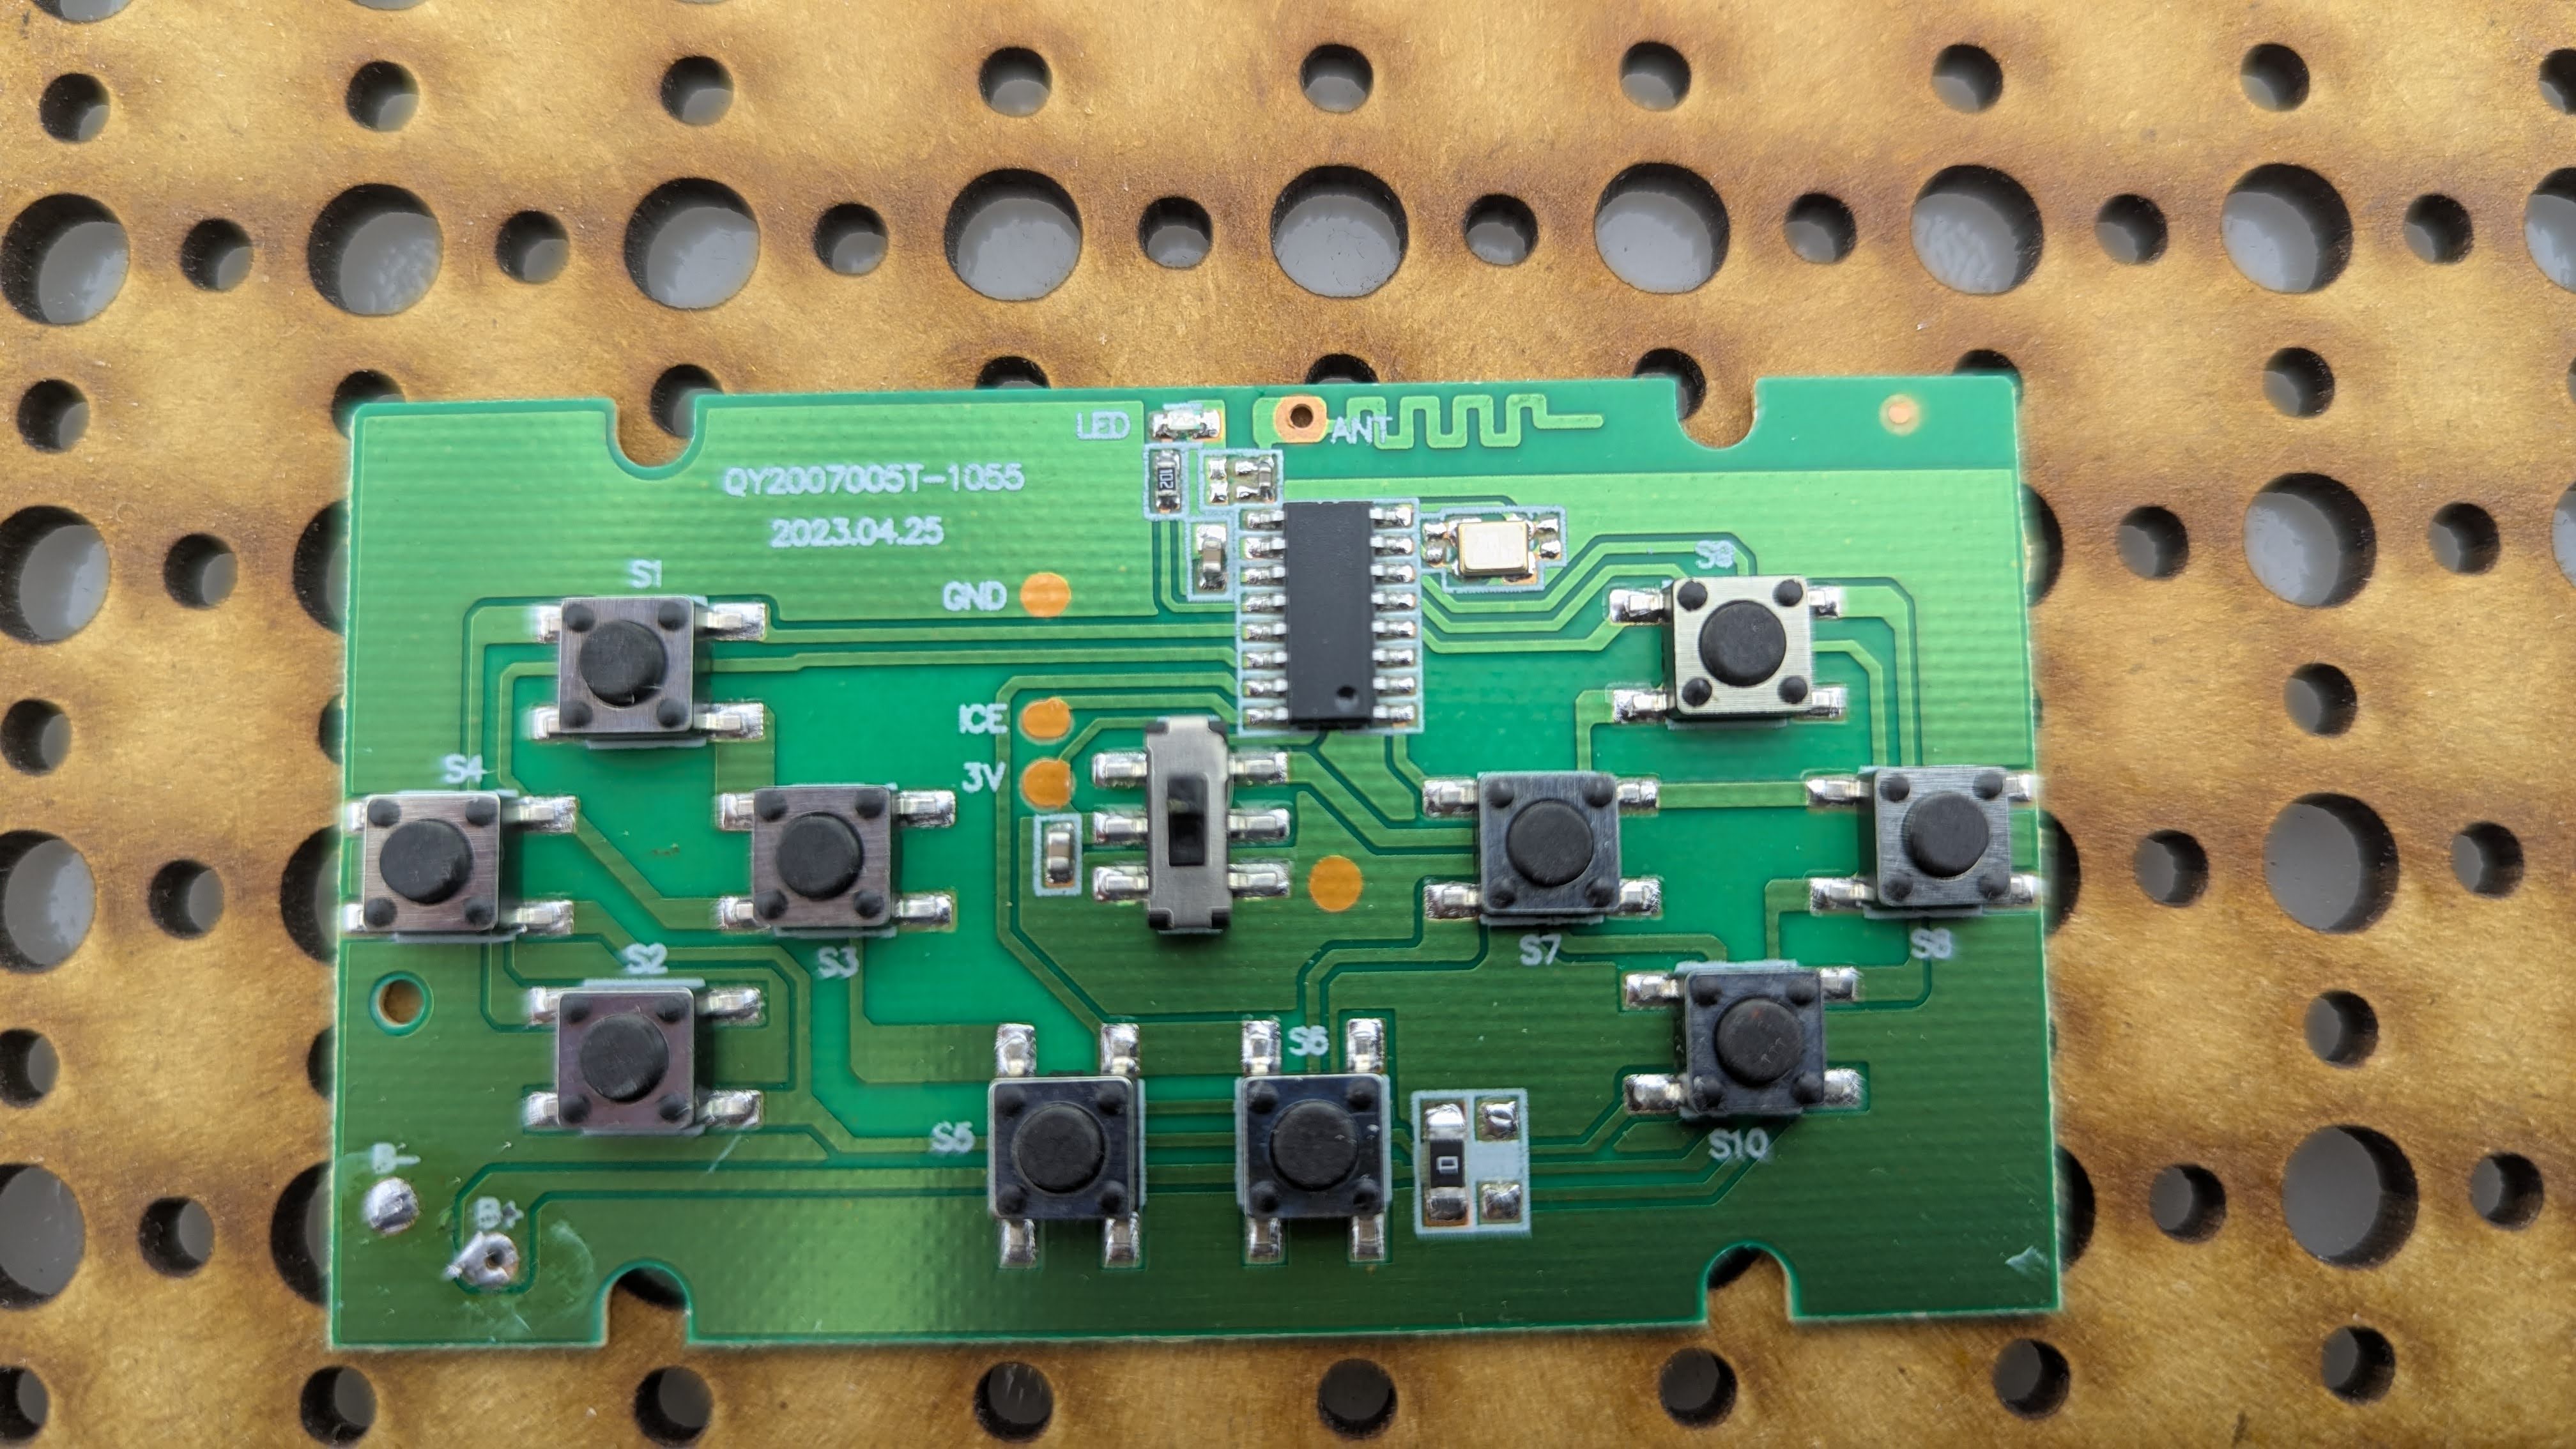 LED
ANT
QY2007005T-1055
2023.04.25
GND
S1
S9
ICE
3V
S4
S2
S3
S7
S8
S5
S6
S10
B-
B+
0